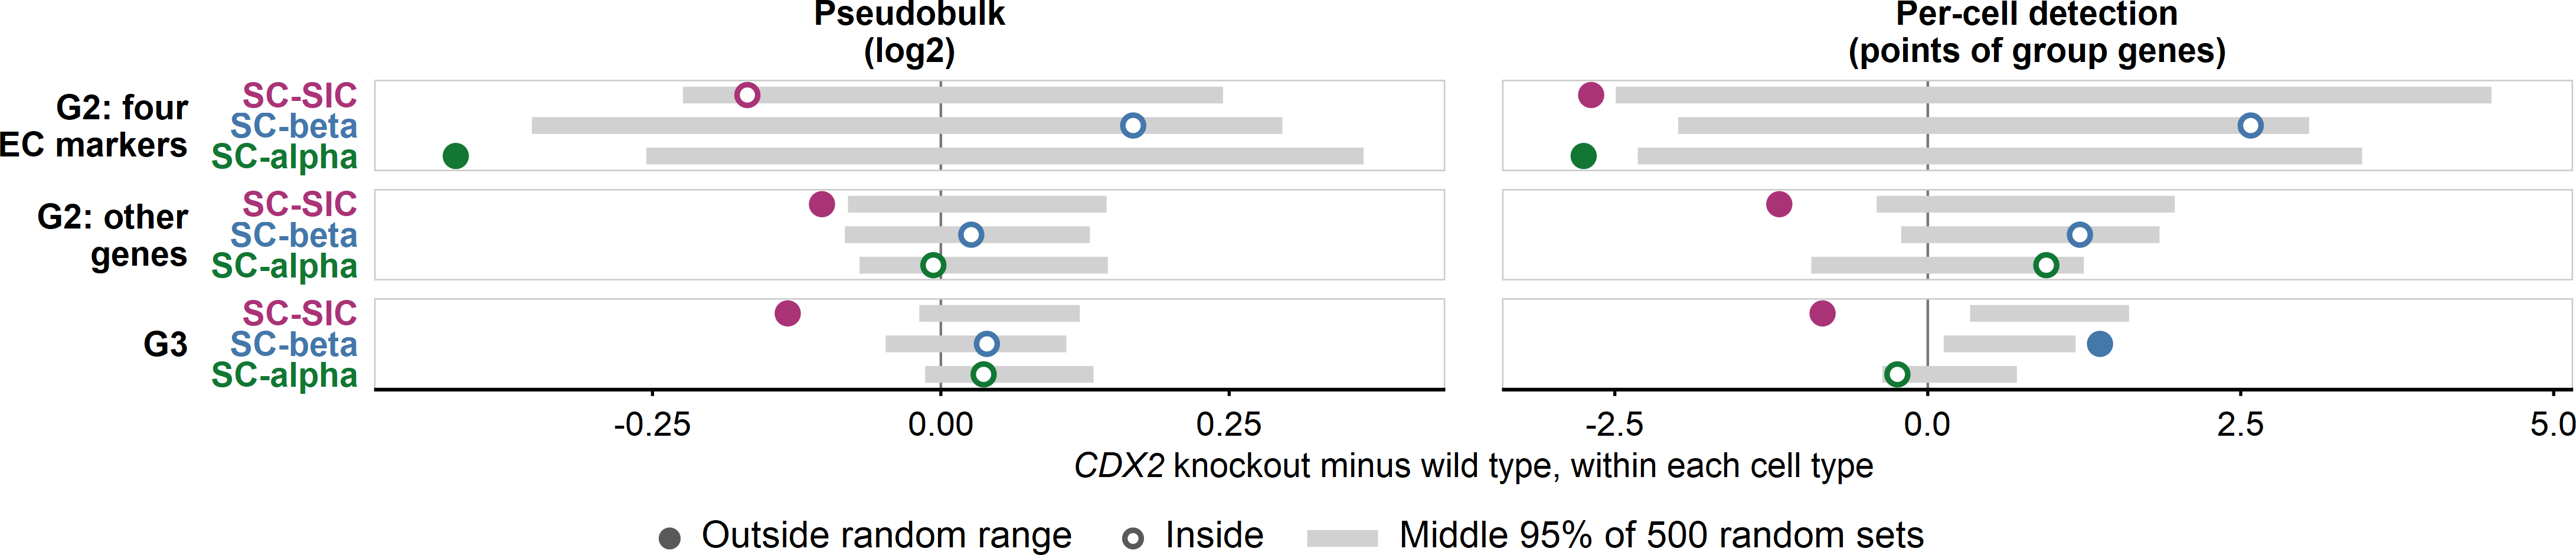 Pseudobulk
(log2)
Per-cell detection
(points of group genes)
G2: four
EC markers
SC-SIC
SC-beta
SC-alpha
G2: other
genes
SC-SIC
SC-beta
SC-alpha
G3
SC-SIC
SC-beta
SC-alpha
-0.25
0.00
0.25
-2.5
0.0
2.5
5.0
CDX2 knockout minus wild type, within each cell type
Outside random range
Inside
Middle 95% of 500 random sets